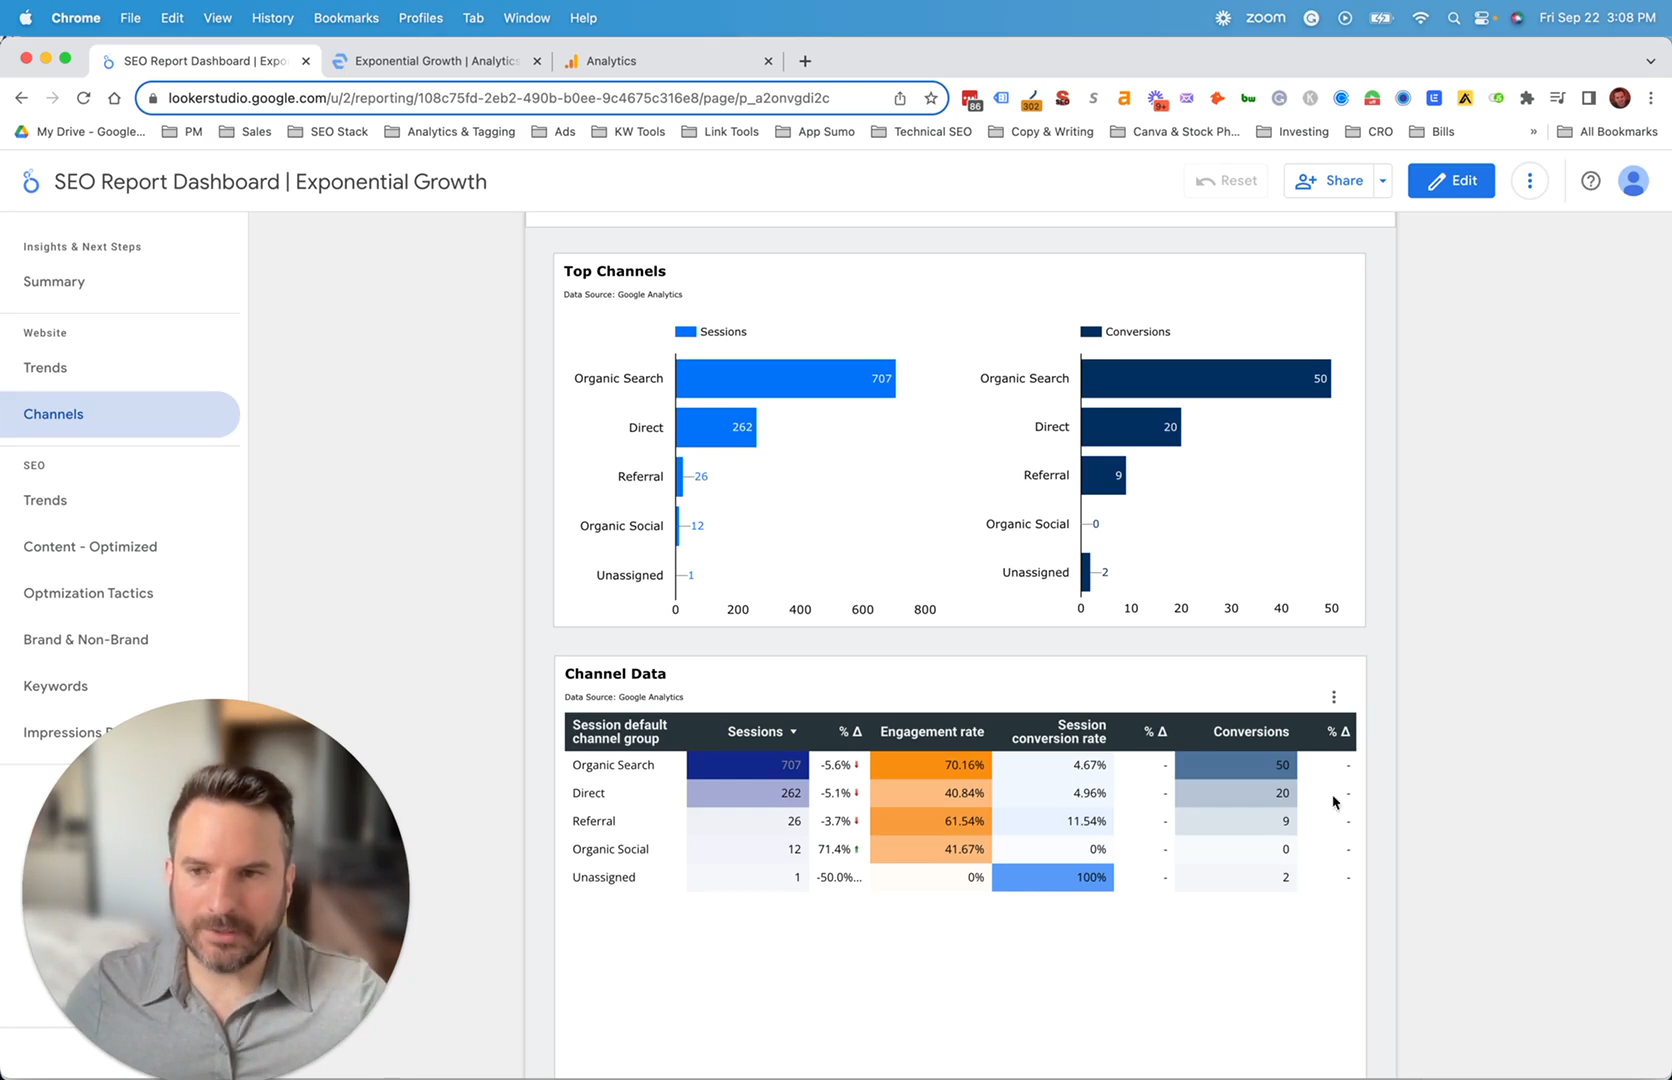 Chrome File Edit View History Bookmarks Profiles Tab Window Help zoom Fri Sep 22 3:08 PM
SEO Report Dashboard | Expo Exponential Growth | Analytics Analytics
lookerstudio.google.com/u/2/reporting/108c75fd-2eb2-490b-b0ee-9c4675c316e8/page/p_a2onvgdi2c 86 302 S S a 9+ bw G K E
My Drive - Google... PM Sales SEO Stack Analytics & Tagging Ads KW Tools Link Tools App Sumo Technical SEO Copy & Writing Canva & Stock Ph... Investing CRO Bills » All Bookmarks
SEO Report Dashboard | Exponential Growth Reset Share Edit
Insights & Next Steps
Summary
Website
Trends
Channels
SEO
Trends
Content - Optimized
Optmization Tactics
Brand & Non-Brand
Keywords
Impressions
Top Channels
Data Source: Google Analytics
Sessions
Organic Search 707
Direct 262
Referral 26
Organic Social 12
Unassigned 1
0 200 400 600 800
Conversions
Organic Search 50
Direct 20
Referral 9
Organic Social 0
Unassigned 2
0 10 20 30 40 50
Channel Data
Data Source: Google Analytics
Session default channel group Sessions % Δ Engagement rate Session conversion rate % Δ Conversions % Δ
Organic Search 707 -5.6% 70.16% 4.67% - 50 -
Direct 262 -5.1% 40.84% 4.96% - 20 -
Referral 26 -3.7% 61.54% 11.54% - 9 -
Organic Social 12 71.4% 41.67% 0% - 0 -
Unassigned 1 -50.0%... 0% 100% - 2 -